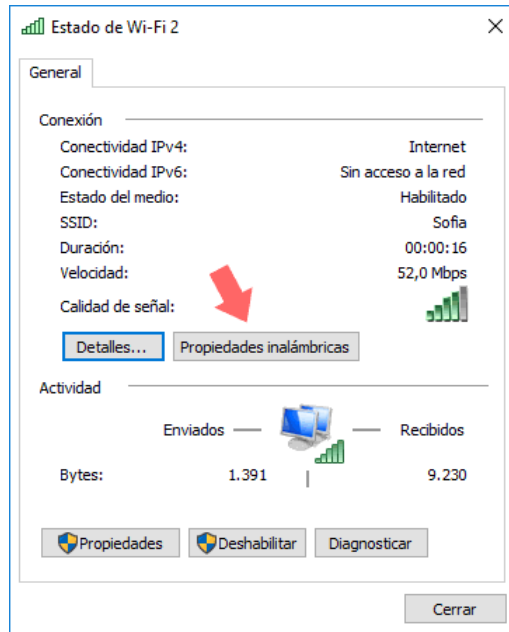 Estado de Wi-Fi 2
General
Conexión
Conectividad IPv4: Internet
Conectividad IPv6: Sin acceso a la red
Estado del medio: Habilitado
SSID: Sofia
Duración: 00:00:16
Velocidad: 52,0 Mbps
Calidad de señal:
Detalles... Propiedades inalámbricas
Actividad
Enviados Recibidos
Bytes: 1.391 9.230
Propiedades Deshabilitar Diagnosticar
Cerrar